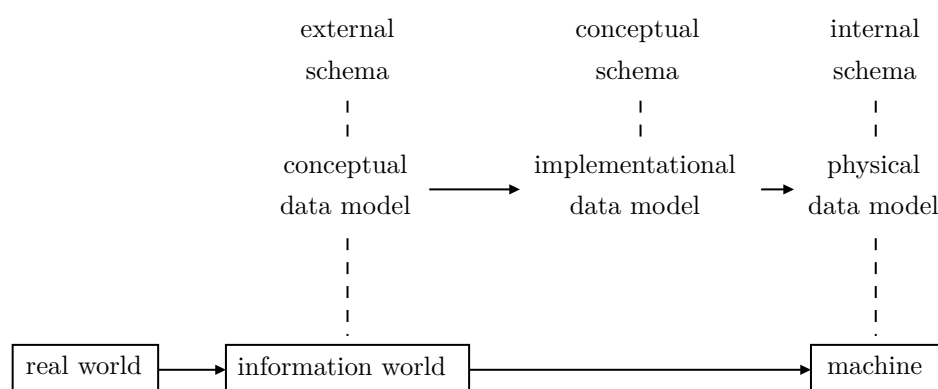 external
schema
conceptual
schema
internal
schema
conceptual
data model
implementational
data model
physical
data model
real world
information world
machine